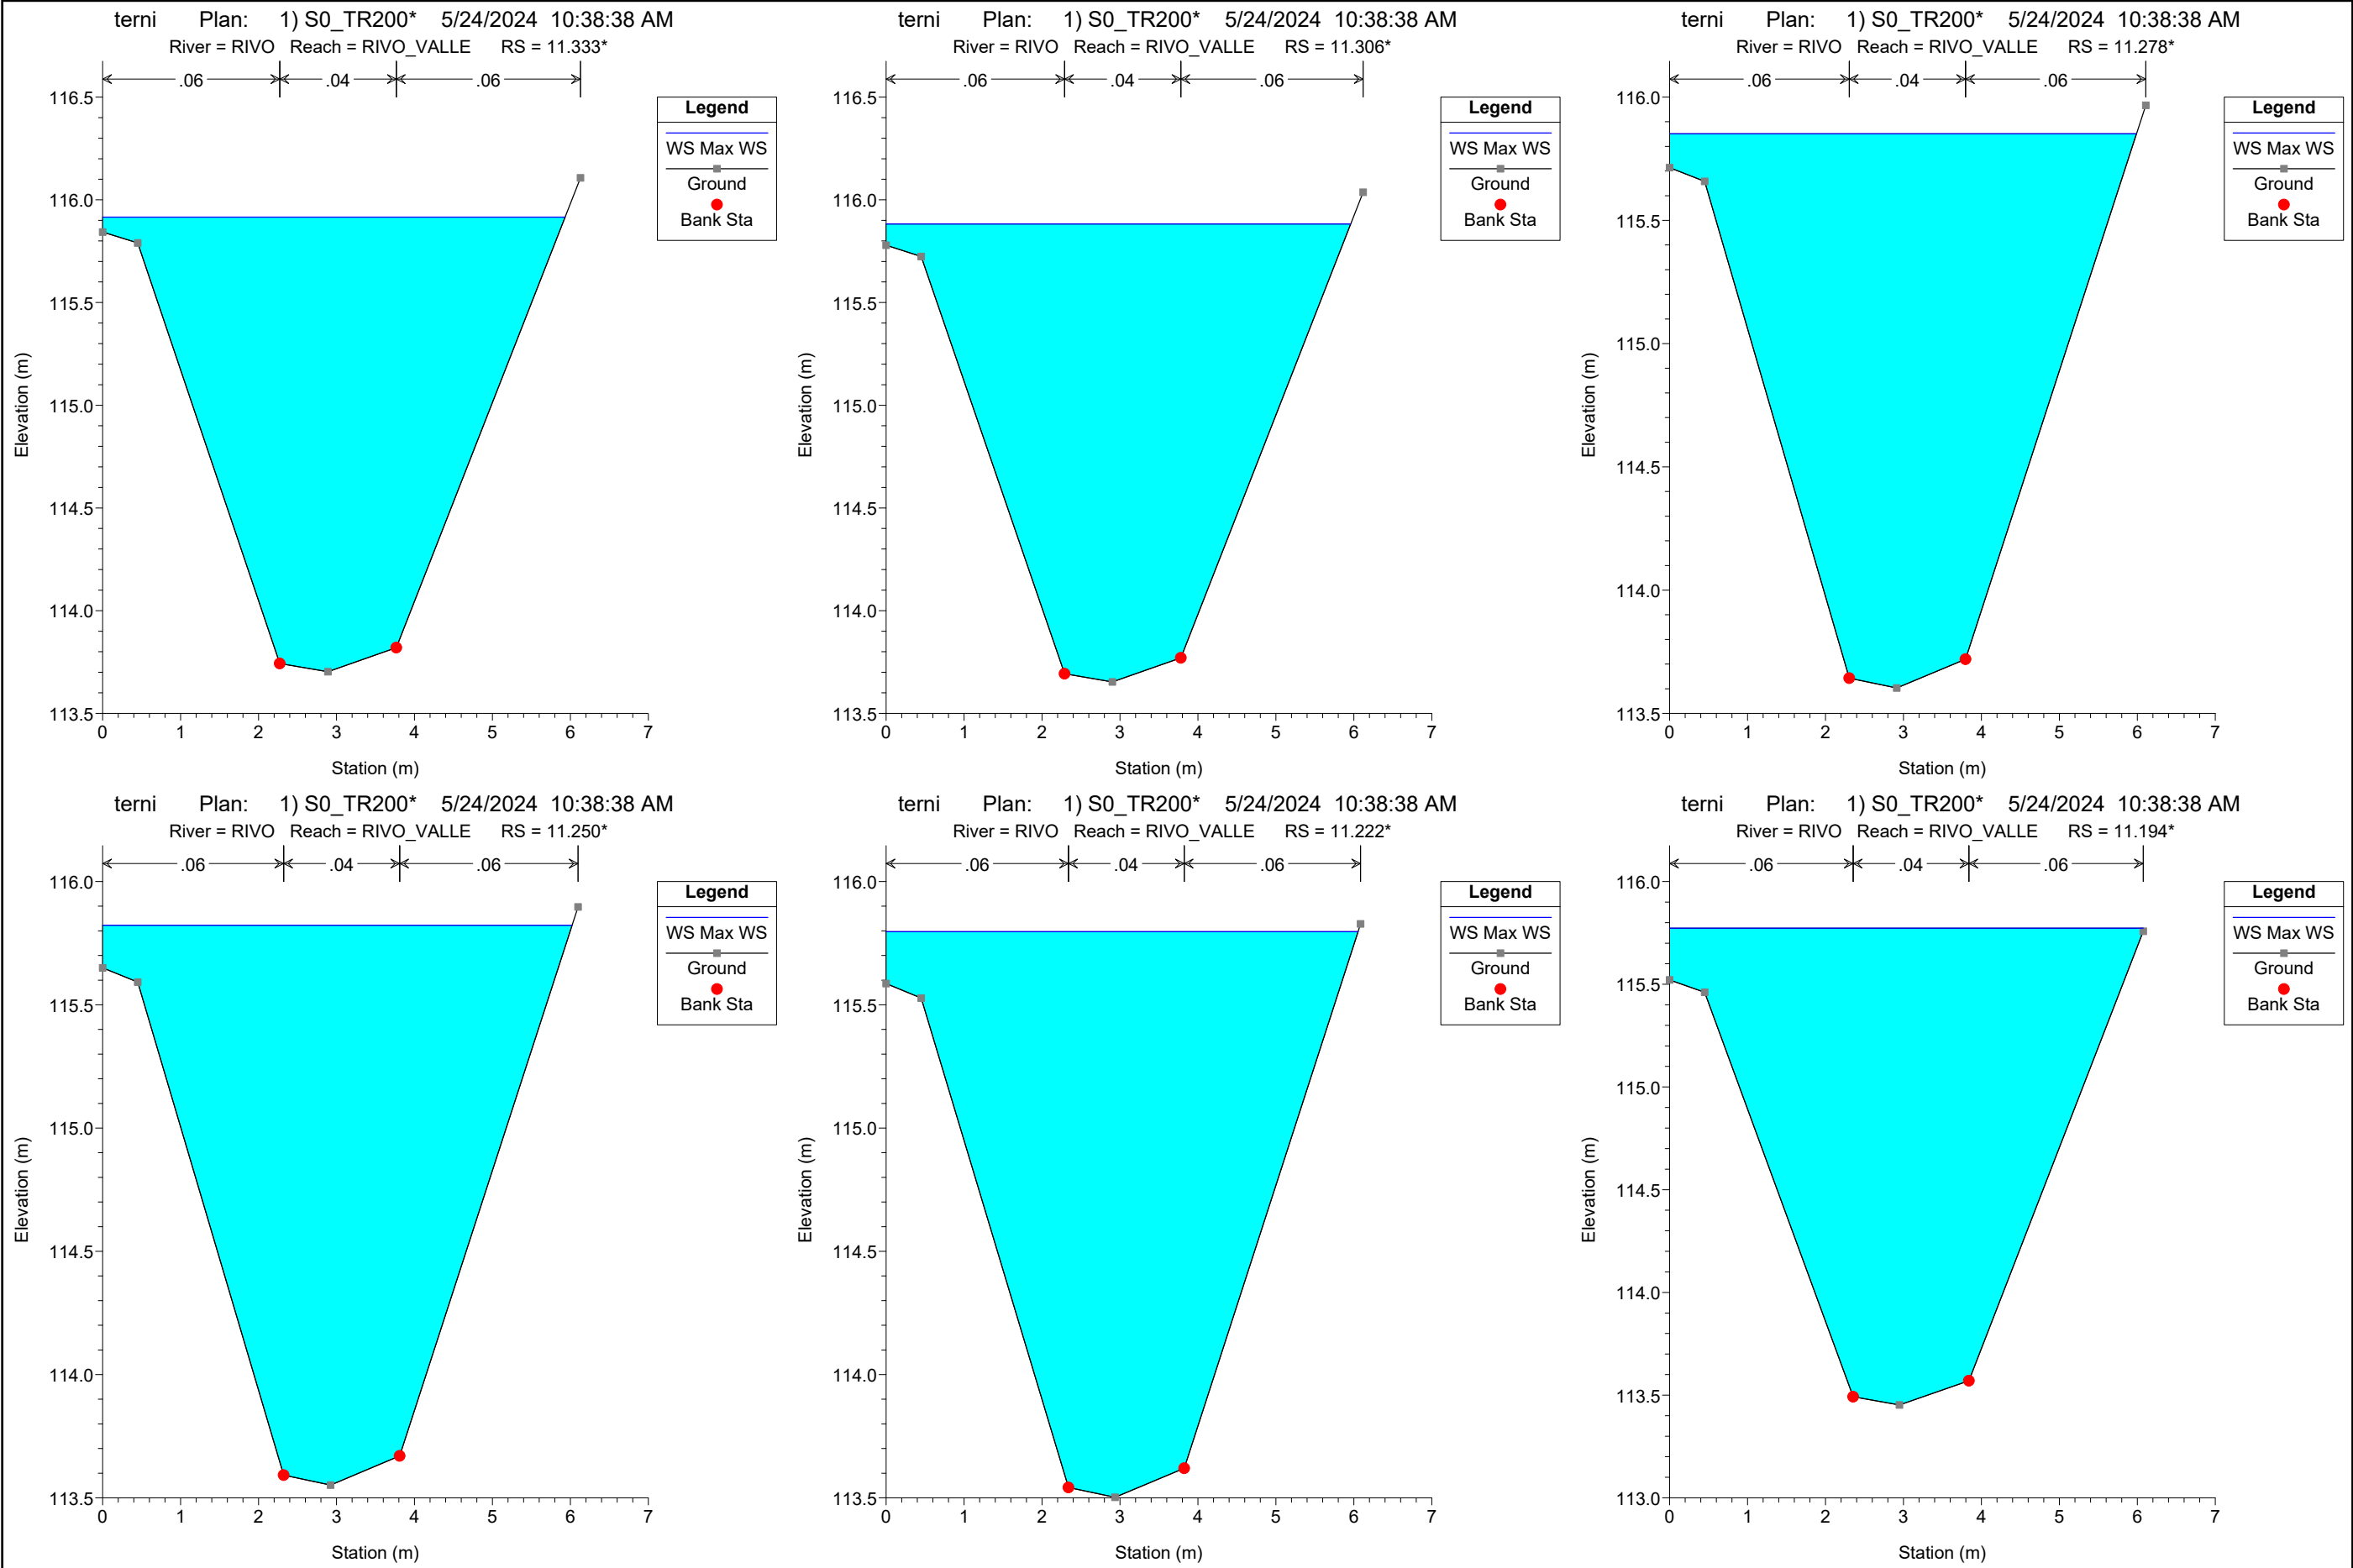 terni Plan: 1) S0_TR200* 5/24/2024 10:38:38 AM
River = RIVO Reach = RIVO_VALLE RS = 11.333*
.06 .04 .06
116.5
116.0
115.5
115.0
114.5
114.0
113.5
0 1 2 3 4 5 6 7
Station (m)
Elevation (m)
Legend
WS Max WS
Ground
Bank Sta
terni Plan: 1) S0_TR200* 5/24/2024 10:38:38 AM
River = RIVO Reach = RIVO_VALLE RS = 11.306*
.06 .04 .06
116.5
116.0
115.5
115.0
114.5
114.0
113.5
0 1 2 3 4 5 6 7
Station (m)
Elevation (m)
Legend
WS Max WS
Ground
Bank Sta
terni Plan: 1) S0_TR200* 5/24/2024 10:38:38 AM
River = RIVO Reach = RIVO_VALLE RS = 11.278*
.06 .04 .06
116.0
115.5
115.0
114.5
114.0
113.5
0 1 2 3 4 5 6 7
Station (m)
Elevation (m)
Legend
WS Max WS
Ground
Bank Sta
terni Plan: 1) S0_TR200* 5/24/2024 10:38:38 AM
River = RIVO Reach = RIVO_VALLE RS = 11.250*
.06 .04 .06
116.0
115.5
115.0
114.5
114.0
113.5
0 1 2 3 4 5 6 7
Station (m)
Elevation (m)
Legend
WS Max WS
Ground
Bank Sta
terni Plan: 1) S0_TR200* 5/24/2024 10:38:38 AM
River = RIVO Reach = RIVO_VALLE RS = 11.222*
.06 .04 .06
116.0
115.5
115.0
114.5
114.0
113.5
0 1 2 3 4 5 6 7
Station (m)
Elevation (m)
Legend
WS Max WS
Ground
Bank Sta
terni Plan: 1) S0_TR200* 5/24/2024 10:38:38 AM
River = RIVO Reach = RIVO_VALLE RS = 11.194*
.06 .04 .06
116.0
115.5
115.0
114.5
114.0
113.5
113.0
0 1 2 3 4 5 6 7
Station (m)
Elevation (m)
Legend
WS Max WS
Ground
Bank Sta